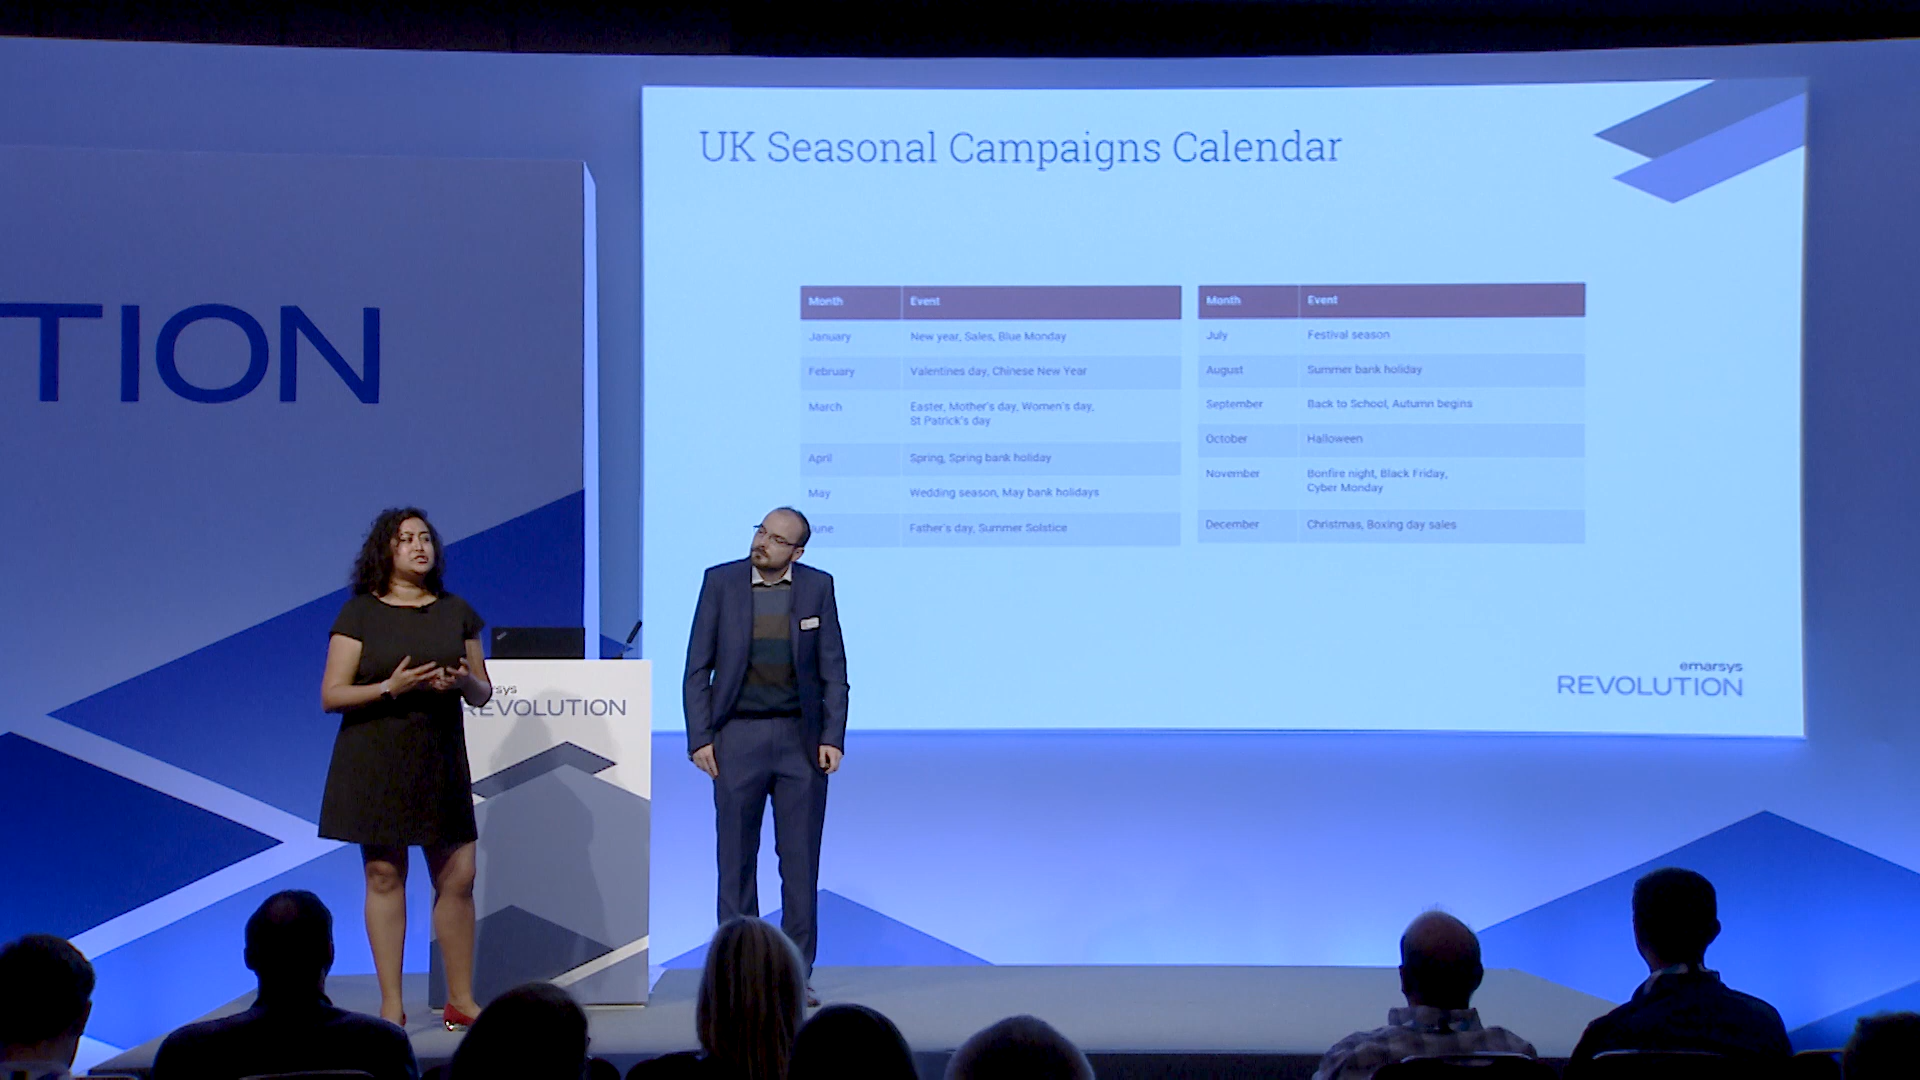 UK Seasonal Campaigns Calendar
Month Event
January New year, Sales, Blue Monday
February Valentines day, Chinese New Year
March Easter, Mother's day, Women's day,
St Patrick's day
April Spring, Spring bank holiday
May Wedding season, May bank holidays
June Father's day, Summer Solstice
Month Event
July Festival season
August Summer bank holiday
September Back to School, Autumn begins
October Halloween
November Bonfire night, Black Friday,
Cyber Monday
December Christmas, Boxing day sales
emarsys
REVOLUTION
TION
rsys
REVOLUTION